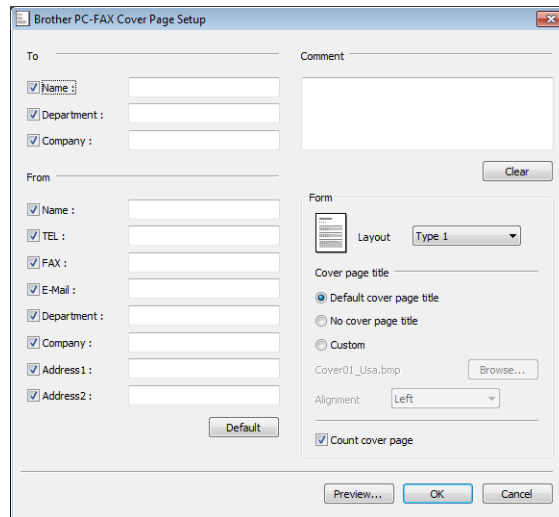 Brother PC-FAX Cover Page Setup
To
Name :
Department :
Company :
From
Name :
TEL :
FAX :
E-Mail :
Department :
Company :
Address1 :
Address2 :
Default
Comment
Clear
Form
Layout
Type 1
Cover page title
Default cover page title
No cover page title
Custom
Cover01_Usa.bmp
Browse...
Alignment
Left
Count cover page
Preview...
OK
Cancel